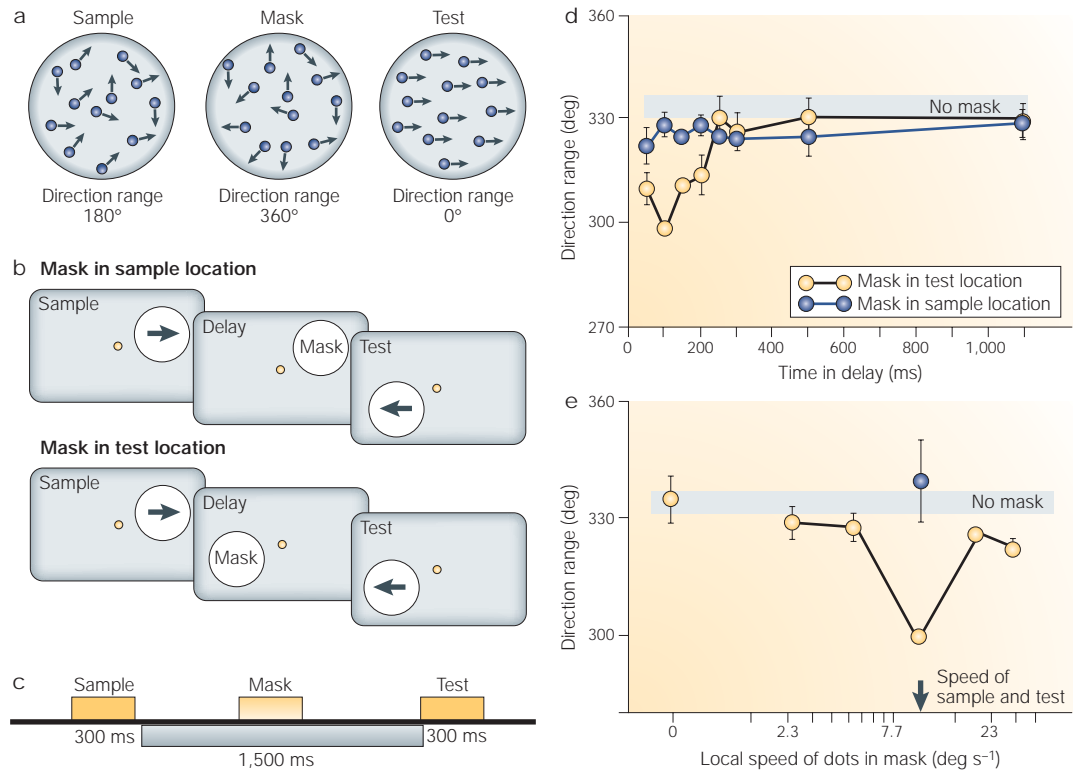 a
Sample
Mask
Test
Direction range
180°
Direction range
360°
Direction range
0°
b
Mask in sample location
Sample
Delay
Mask
Test
Mask in test location
Sample
Delay
Mask
Test
c
Sample
Mask
Test
300 ms
300 ms
1,500 ms
d
360
330
300
270
Direction range (deg)
No mask
Mask in test location
Mask in sample location
0
200
400
600
800
1,000
Time in delay (ms)
e
360
330
300
Direction range (deg)
No mask
Speed of
sample and test
0
2.3
7.7
23
Local speed of dots in mask (deg s⁻¹)